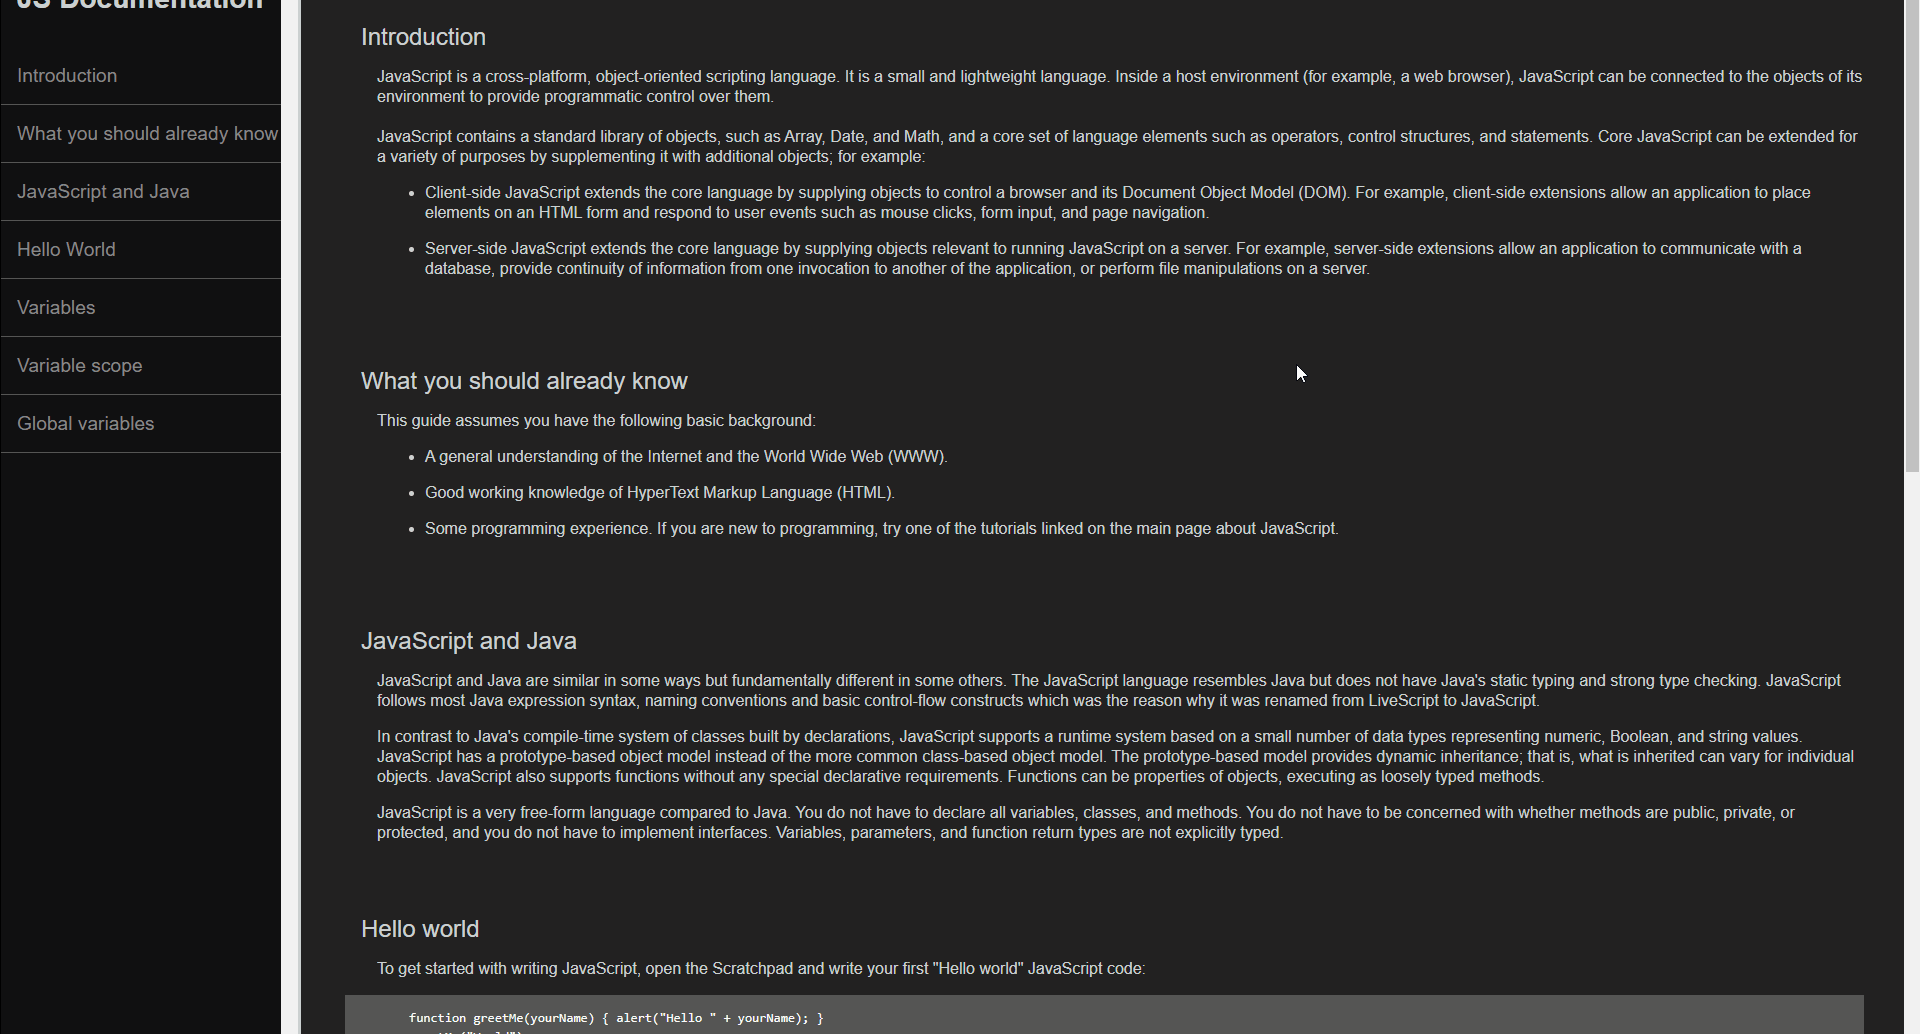 JS Documentation
Introduction
What you should already know
JavaScript and Java
Hello World
Variables
Variable scope
Global variables
Introduction
JavaScript is a cross-platform, object-oriented scripting language. It is a small and lightweight language. Inside a host environment (for example, a web browser), JavaScript can be connected to the objects of its
environment to provide programmatic control over them.
JavaScript contains a standard library of objects, such as Array, Date, and Math, and a core set of language elements such as operators, control structures, and statements. Core JavaScript can be extended for
a variety of purposes by supplementing it with additional objects; for example:
• Client-side JavaScript extends the core language by supplying objects to control a browser and its Document Object Model (DOM). For example, client-side extensions allow an application to place
elements on an HTML form and respond to user events such as mouse clicks, form input, and page navigation.
• Server-side JavaScript extends the core language by supplying objects relevant to running JavaScript on a server. For example, server-side extensions allow an application to communicate with a
database, provide continuity of information from one invocation to another of the application, or perform file manipulations on a server.
What you should already know
This guide assumes you have the following basic background:
• A general understanding of the Internet and the World Wide Web (WWW).
• Good working knowledge of HyperText Markup Language (HTML).
• Some programming experience. If you are new to programming, try one of the tutorials linked on the main page about JavaScript.
JavaScript and Java
JavaScript and Java are similar in some ways but fundamentally different in some others. The JavaScript language resembles Java but does not have Java's static typing and strong type checking. JavaScript
follows most Java expression syntax, naming conventions and basic control-flow constructs which was the reason why it was renamed from LiveScript to JavaScript.
In contrast to Java's compile-time system of classes built by declarations, JavaScript supports a runtime system based on a small number of data types representing numeric, Boolean, and string values.
JavaScript has a prototype-based object model instead of the more common class-based object model. The prototype-based model provides dynamic inheritance; that is, what is inherited can vary for individual
objects. JavaScript also supports functions without any special declarative requirements. Functions can be properties of objects, executing as loosely typed methods.
JavaScript is a very free-form language compared to Java. You do not have to declare all variables, classes, and methods. You do not have to be concerned with whether methods are public, private, or
protected, and you do not have to implement interfaces. Variables, parameters, and function return types are not explicitly typed.
Hello world
To get started with writing JavaScript, open the Scratchpad and write your first "Hello world" JavaScript code:
function greetMe(yourName) { alert("Hello " + yourName); }